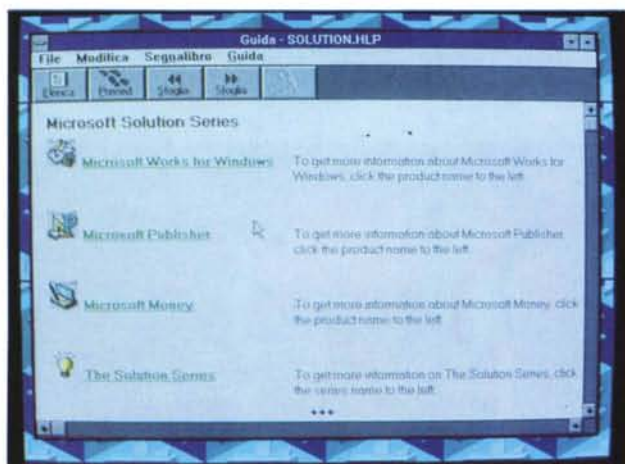 Guida - SOLUTION.HLP
File Modifica Segnalibro Guida
Preced Sfoglia Sfoglia
Microsoft Solution Series
Microsoft Works for Windows
To get more information about Microsoft Works for
Windows, click the product name to the left.
Microsoft Publisher
To get more information about Microsoft Publisher,
click the product name to the left.
Microsoft Money
To get more information about Microsoft Money, click
the product name to the left.
The Solution Series
To get more information on The Solution Series, click
the series name to the left.